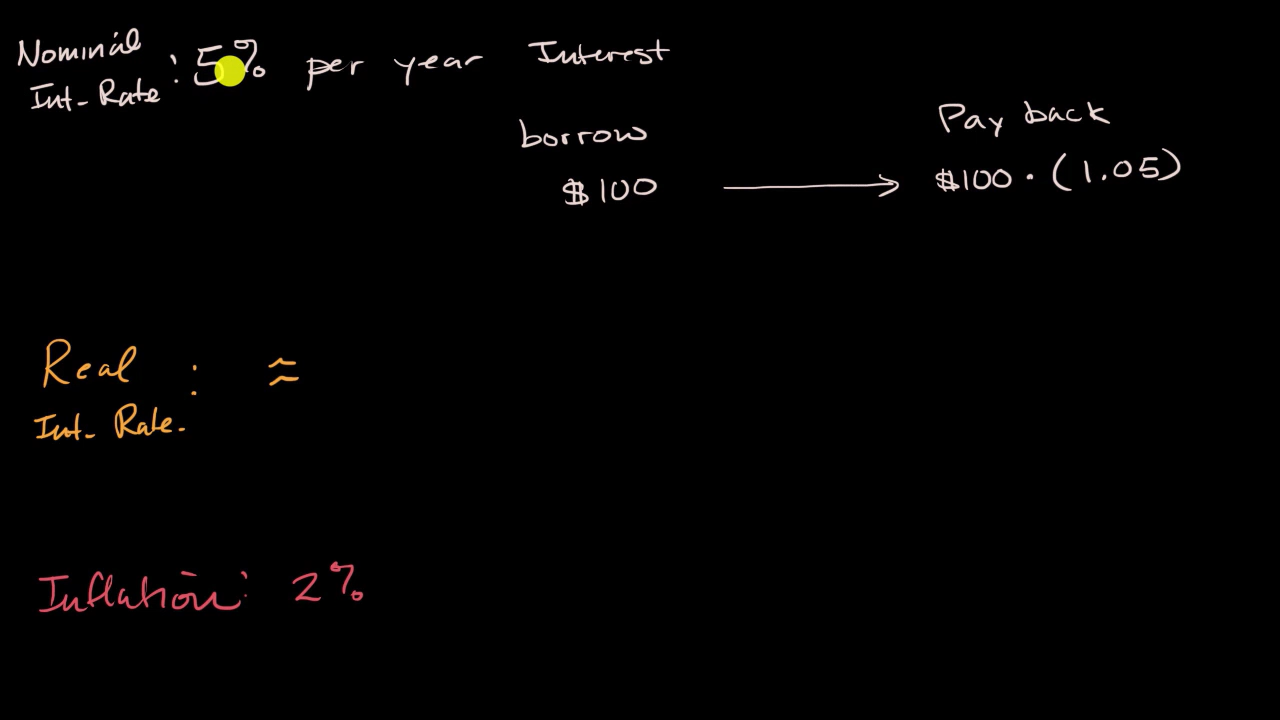 Nominal
Int. Rate : 5% per year Interest
borrow
Pay back
$100 → $100 · (1.05)
Real
Int. Rate. : ≈
Inflation: 2%